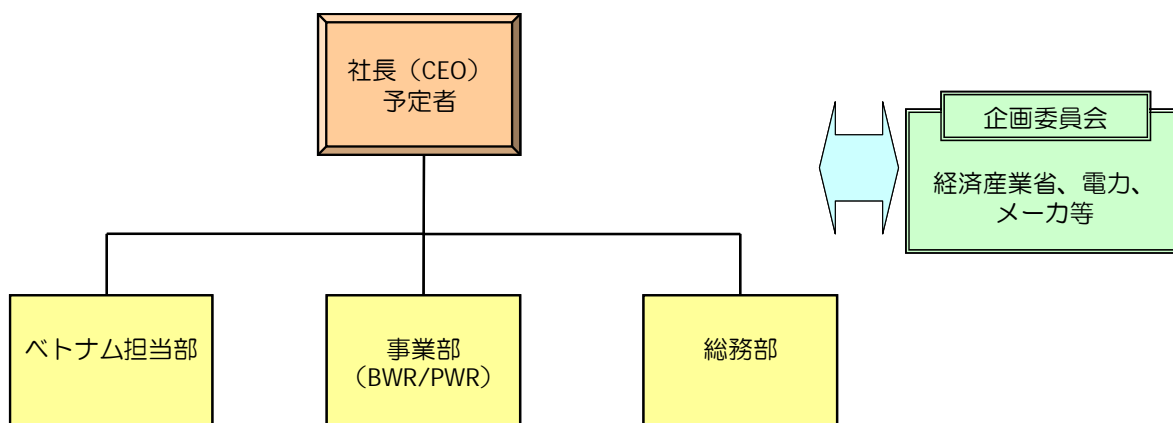 社長（CEO）
予定者
企画委員会
経済産業省、電力、
メーカ等
ベトナム担当部
事業部
（BWR/PWR）
総務部